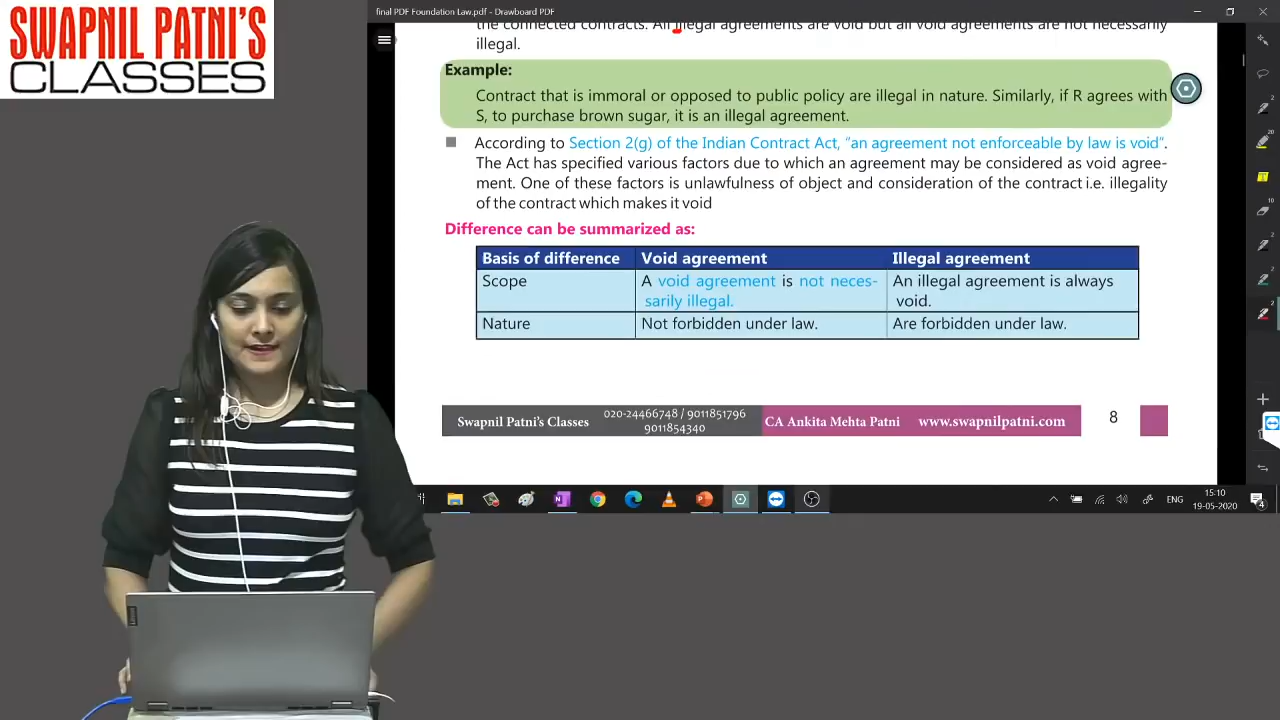 SWAPNIL PATNI'S
CLASSES
final PDF Foundation Law.pdf - Drawboard PDF
the connected contracts. All illegal agreements are void but all void agreements are not necessarily
illegal.
Example:
Contract that is immoral or opposed to public policy are illegal in nature. Similarly, if R agrees with
S, to purchase brown sugar, it is an illegal agreement.
According to Section 2(g) of the Indian Contract Act, “an agreement not enforceable by law is void”.
The Act has specified various factors due to which an agreement may be considered as void agree-
ment. One of these factors is unlawfulness of object and consideration of the contract i.e. illegality
of the contract which makes it void
Difference can be summarized as:
Basis of difference Void agreement Illegal agreement
Scope A void agreement is not neces- An illegal agreement is always
sarily illegal. void.
Nature Not forbidden under law. Are forbidden under law.
Swapnil Patni's Classes 020-24466748 / 9011851796 CA Ankita Mehta Patni www.swapnilpatni.com 8
9011854340
ENG 15:10
19-05-2020